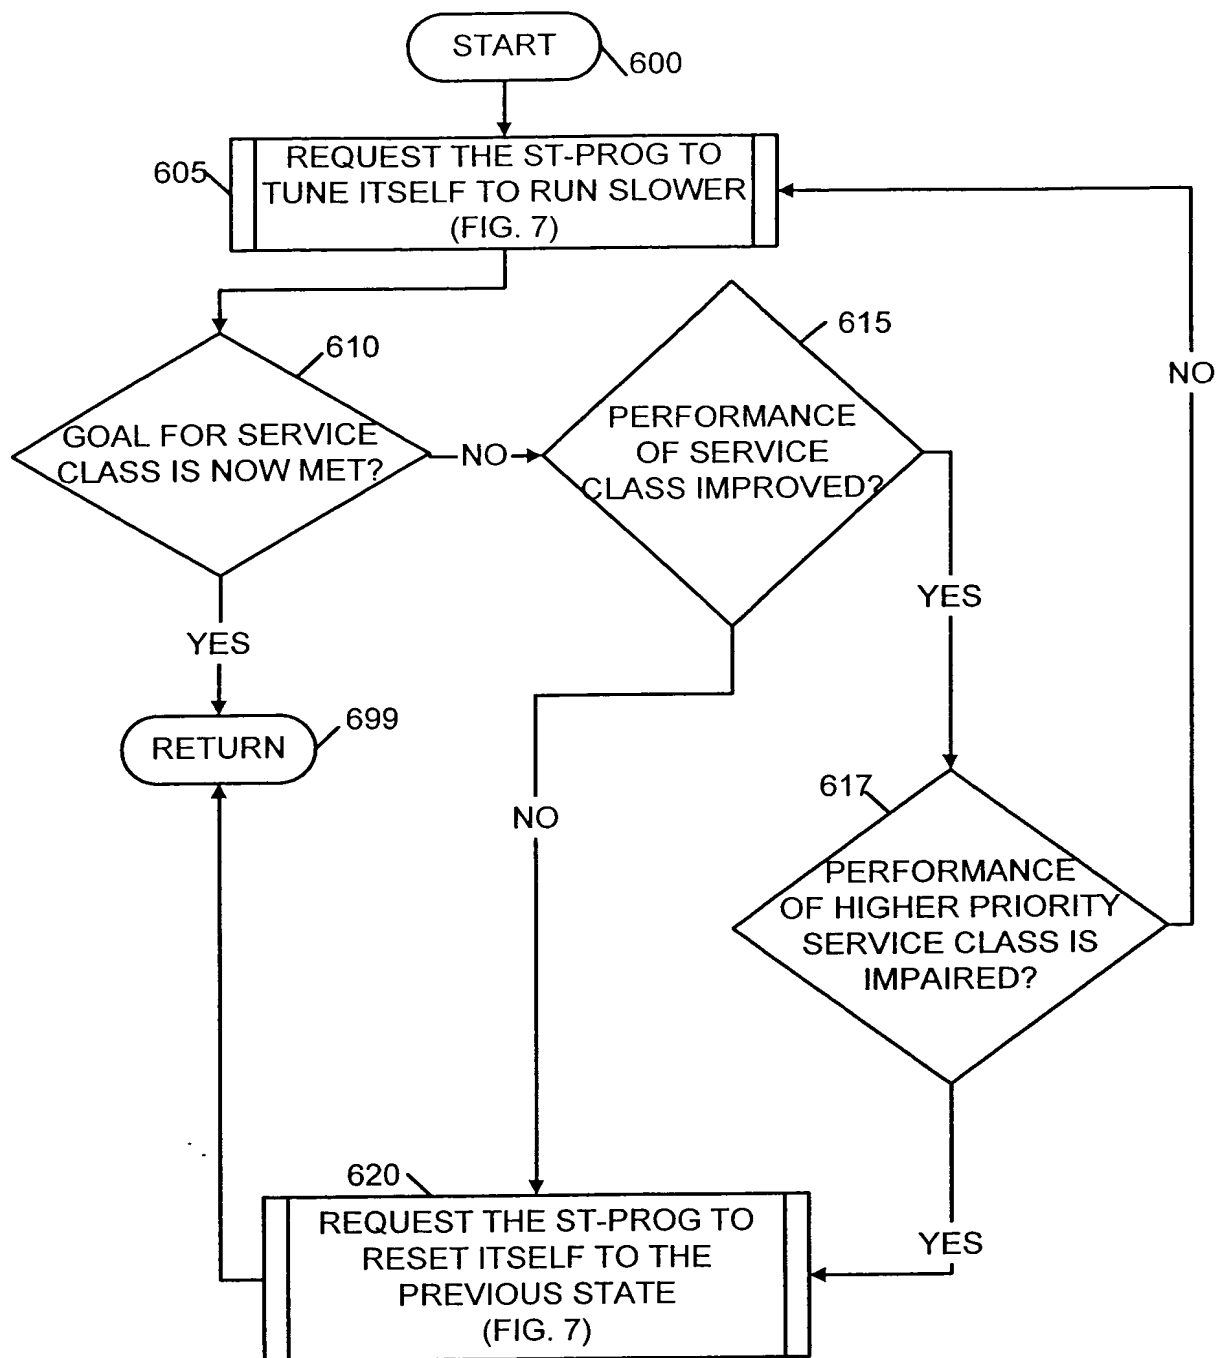 START
600
605
REQUEST THE ST-PROG TO
TUNE ITSELF TO RUN SLOWER
(FIG. 7)
610
GOAL FOR SERVICE
CLASS IS NOW MET?
NO
615
PERFORMANCE
OF SERVICE
CLASS IMPROVED?
NO
YES
YES
RETURN
699
NO
617
PERFORMANCE
OF HIGHER PRIORITY
SERVICE CLASS IS
IMPAIRED?
YES
620
REQUEST THE ST-PROG TO
RESET ITSELF TO THE
PREVIOUS STATE
(FIG. 7)